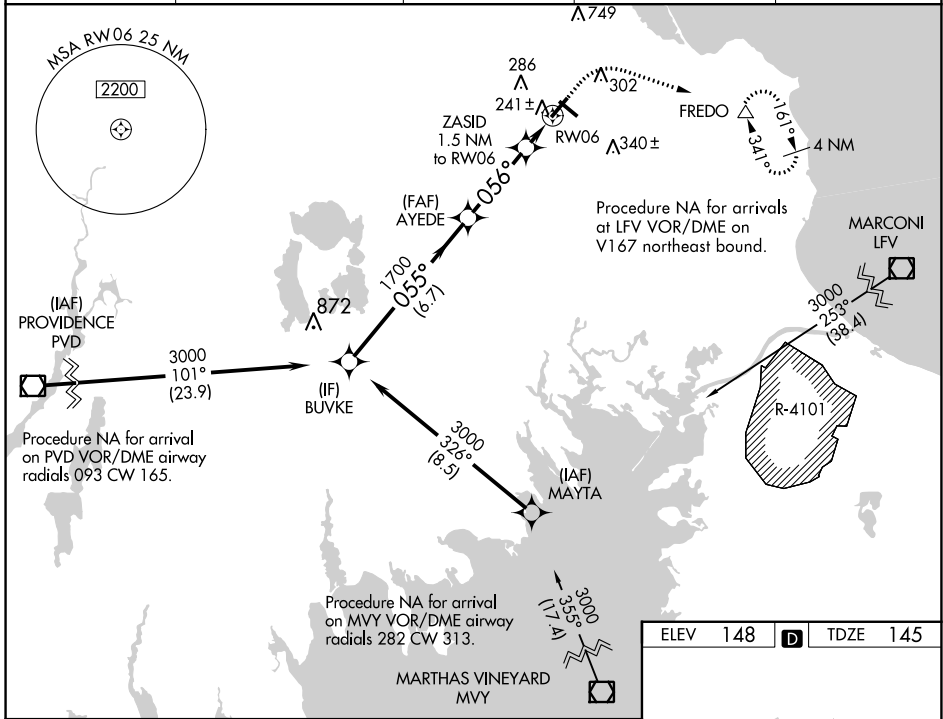 749
MSA RW06 25 NM
2200
286
302
241±
FREDO
161°
341°
4 NM
ZASID
1.5 NM
to RW06
RW06
340±
056°
(FAF)
AYEDE
Procedure NA for arrivals
at LFV VOR/DME on
V167 northeast bound.
MARCONI
LFV
1700
055°
(6.7)
872
3000
253°
(38.4)
(IAF)
PROVIDENCE
PVD
3000
101°
(23.9)
(IF)
BUVKE
R-4101
Procedure NA for arrival
on PVD VOR/DME airway
radials 093 CW 165.
3000
326°
(8.5)
(IAF)
MAYTA
3000
355°
(17.4)
Procedure NA for arrival
on MVY VOR/DME airway
radials 282 CW 313.
MARTHAS VINEYARD
MVY
ELEV 148 D TDZE 145